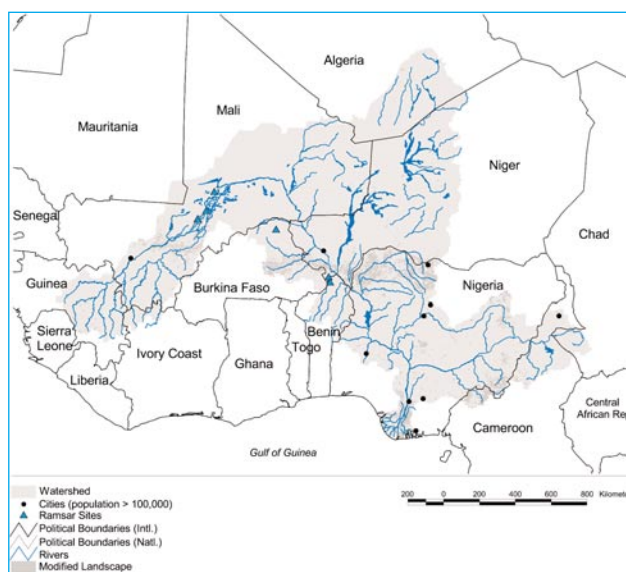 Algeria
Mali
Mauritania
Niger
Senegal
Chad
Guinea
Burkina Faso
Nigeria
Sierra
Leone
Ivory Coast
Ghana
Benin
Togo
Liberia
Central
African Rep
Cameroon
Gulf of Guinea
Watershed
Cities (population > 100,000)
Ramsar Sites
Political Boundaries (Intl.)
Political Boundaries (Natl.)
Rivers
Modified Landscape
200 0 200 400 600 800 Kilomet